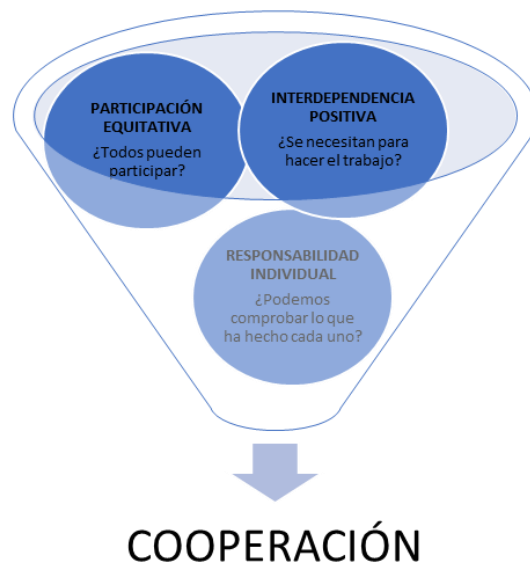 PARTICIPACIÓN
EQUITATIVA
¿Todos pueden
participar?
INTERDEPENDENCIA
POSITIVA
¿Se necesitan para
hacer el trabajo?
RESPONSABILIDAD
INDIVIDUAL
¿Podemos
comprobar lo que
ha hecho cada uno?
COOPERACIÓN